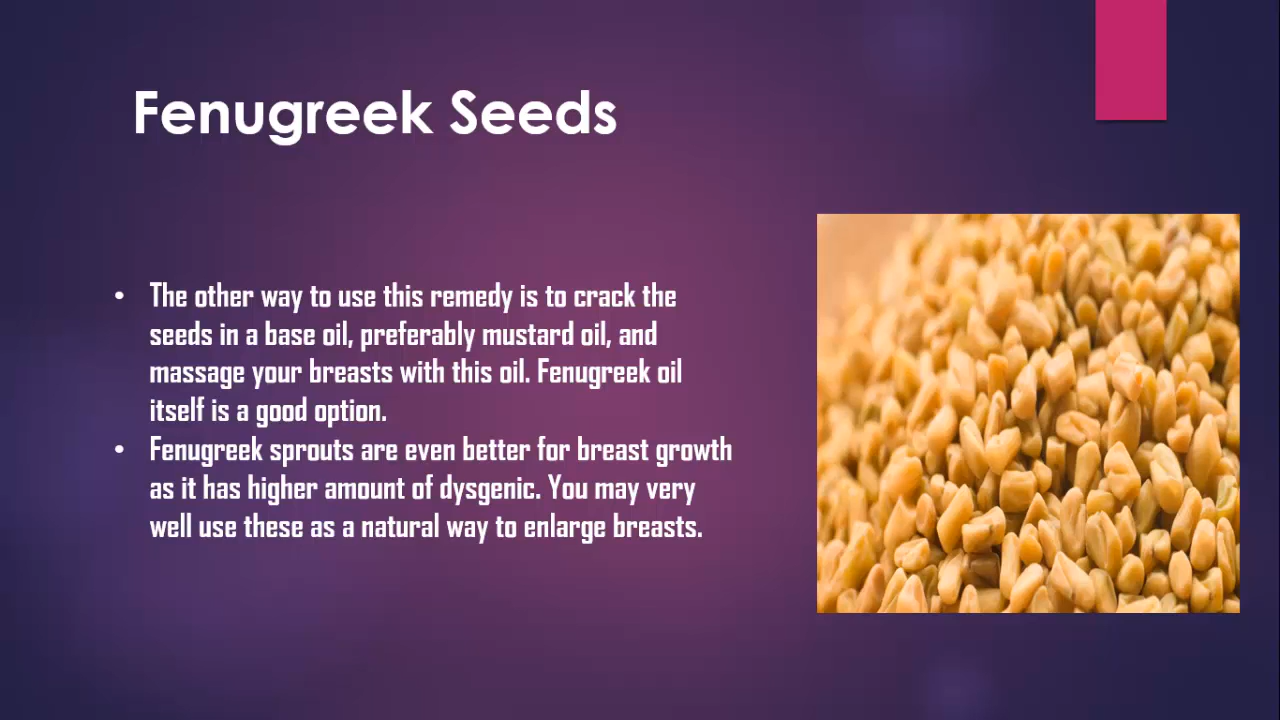 Fenugreek Seeds
• The other way to use this remedy is to crack the
seeds in a base oil, preferably mustard oil, and
massage your breasts with this oil. Fenugreek oil
itself is a good option.
• Fenugreek sprouts are even better for breast growth
as it has higher amount of dysgenic. You may very
well use these as a natural way to enlarge breasts.